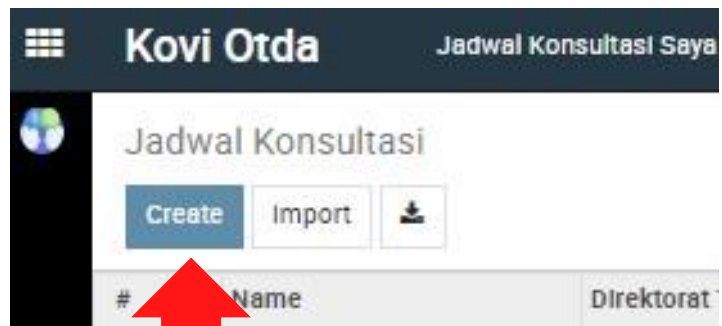 Kovi Otda Jadwal Konsultasi Saya
Jadwal Konsultasi
Create Import
# Name Direktorat